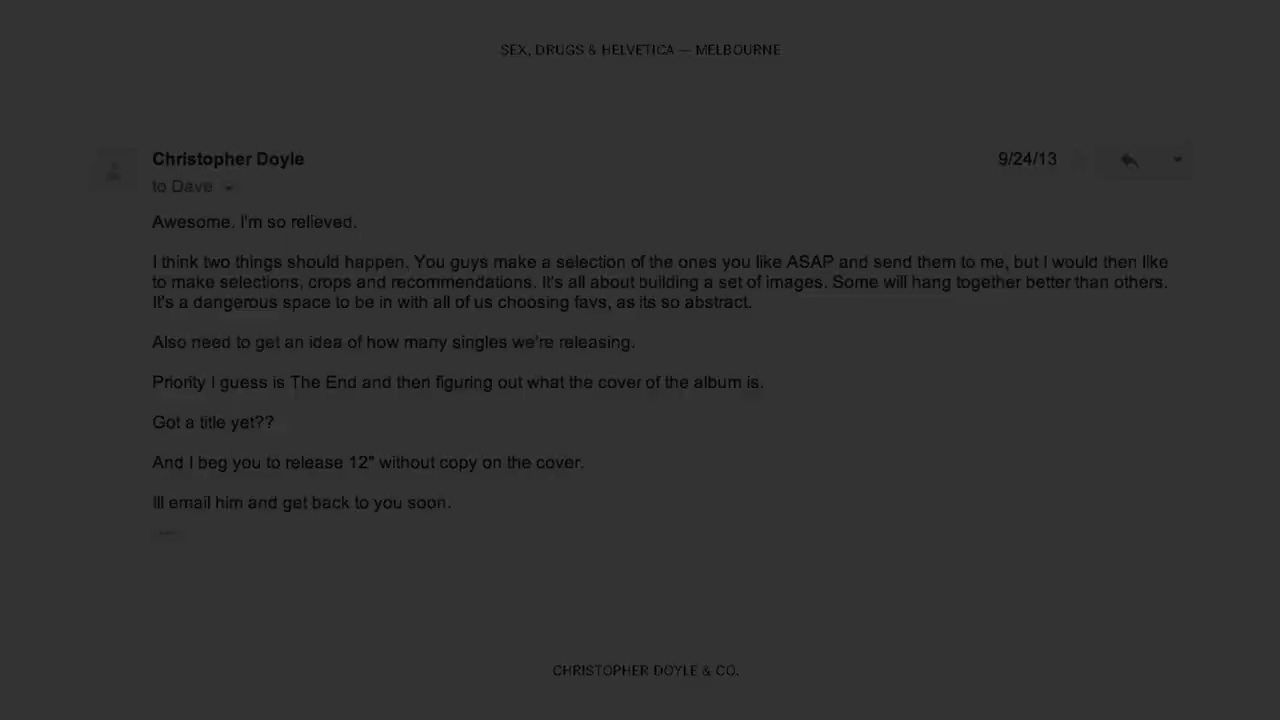 SEX, DRUGS & HELVETICA — MELBOURNE
Christopher Doyle
9/24/13
to Dave
Awesome. I'm so relieved.
I think two things should happen. You guys make a selection of the ones you like ASAP and send them to me, but I would then like
to make selections, crops and recommendations. It's all about building a set of images. Some will hang together better than others.
It's a dangerous space to be in with all of us choosing favs, as its so abstract.
Also need to get an idea of how many singles we're releasing.
Priority I guess is The End and then figuring out what the cover of the album is.
Got a title yet??
And I beg you to release 12" without copy on the cover.
Ill email him and get back to you soon.
CHRISTOPHER DOYLE & CO.